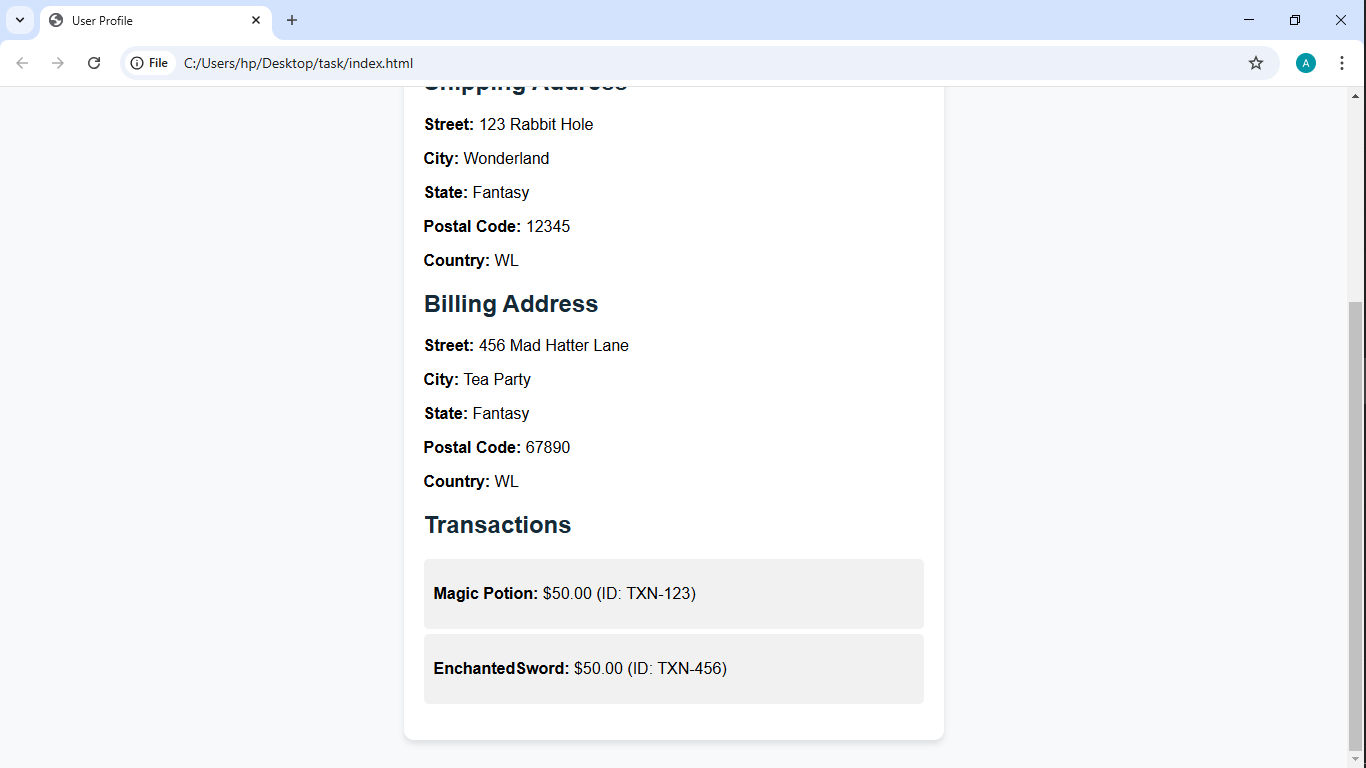 User Profile
File C:/Users/hp/Desktop/task/index.html
A
Shipping Address
Street: 123 Rabbit Hole
City: Wonderland
State: Fantasy
Postal Code: 12345
Country: WL
Billing Address
Street: 456 Mad Hatter Lane
City: Tea Party
State: Fantasy
Postal Code: 67890
Country: WL
Transactions
Magic Potion: $50.00 (ID: TXN-123)
EnchantedSword: $50.00 (ID: TXN-456)